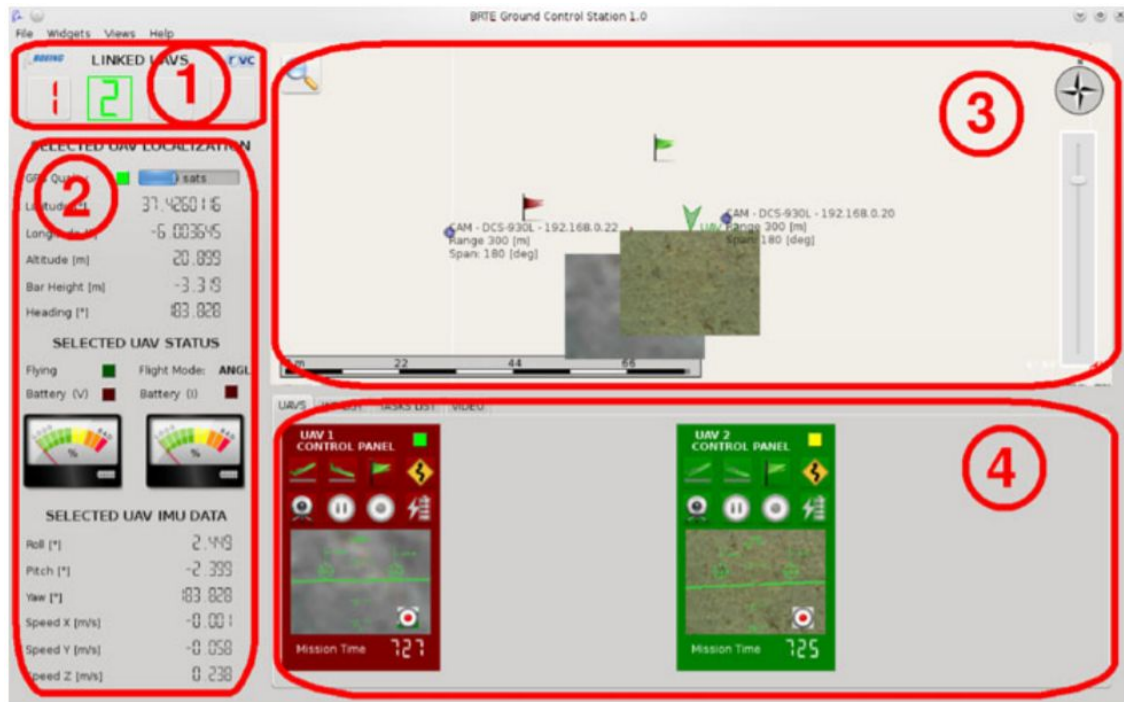 BRTE Ground Control Station 1.0
File Widgets Views Help
BOEING LINKED UAVS
1 2
1
SELECTED UAV LOCALIZATION
GPS sats
2
37.4260116
-6.003645
Altitude [m] 20.899
Bar Height [m] -3.319
Heading [°] 183.828
SELECTED UAV STATUS
Flying Flight Mode: ANGL
Battery (V) Battery (I)
%
%
SELECTED UAV IMU DATA
Roll [°] 2.449
Pitch [°] -2.399
Yaw [°] 183.828
Speed X [m/s] -0.001
Speed Y [m/s] -0.058
Speed Z [m/s] 0.238
3
CAM - DCS-930L - 192.168.0.22
Range 300 [m]
Span: 180 [deg]
UAV
CAM - DCS-930L - 192.168.0.20
Range 300 [m]
Span: 180 [deg]
m 22 44 66
UAVS TASKS LIST VIDEO
4
UAV 1
CONTROL PANEL
Mission Time 727
UAV 2
CONTROL PANEL
Mission Time 725